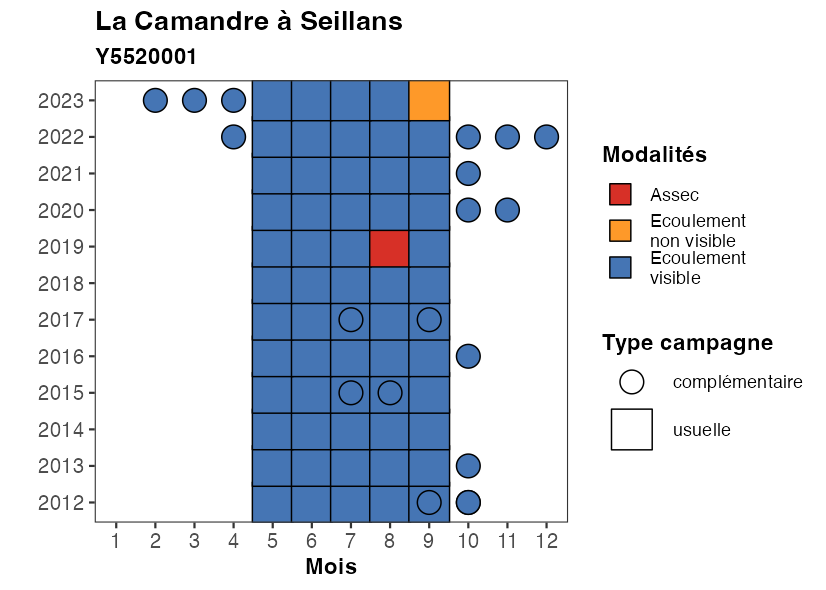 La Camandre à Seillans
Y5520001
2023
2022
2021
2020
2019
2018
2017
2016
2015
2014
2013
2012
1 2 3 4 5 6 7 8 9 10 11 12
Mois
Modalités
Assec
Ecoulement
non visible
Ecoulement
visible
Type campagne
complémentaire
usuelle